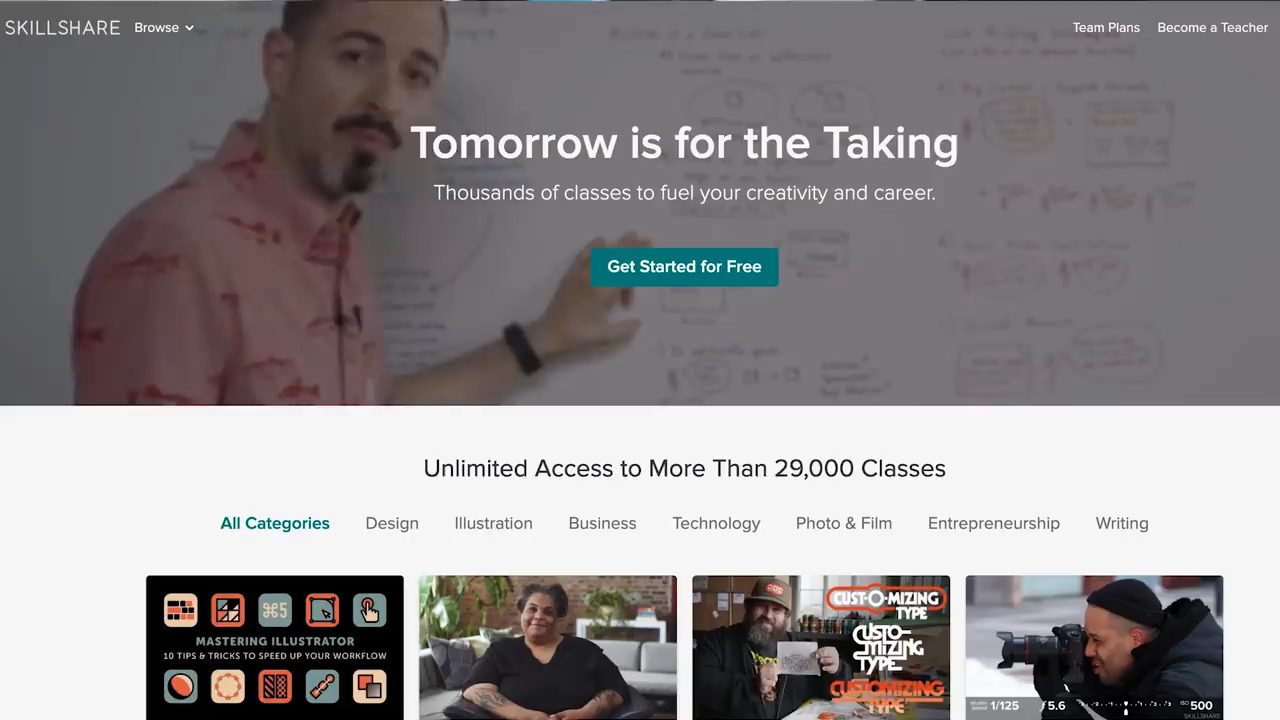 SKILLSHARE Browse Team Plans Become a Teacher
Tomorrow is for the Taking
Thousands of classes to fuel your creativity and career.
Get Started for Free
Unlimited Access to More Than 29,000 Classes
All Categories Design Illustration Business Technology Photo & Film Entrepreneurship Writing
⌘5
MASTERING ILLUSTRATOR
10 TIPS & TRICKS TO SPEED UP YOUR WORKFLOW
CUST-O-MIZING
TYPE
CUSTO-
MIZING
TYPE
CUSTOMIZING
TYPE
1/125 ƒ5.6 ISO 500
SKILLSHARE